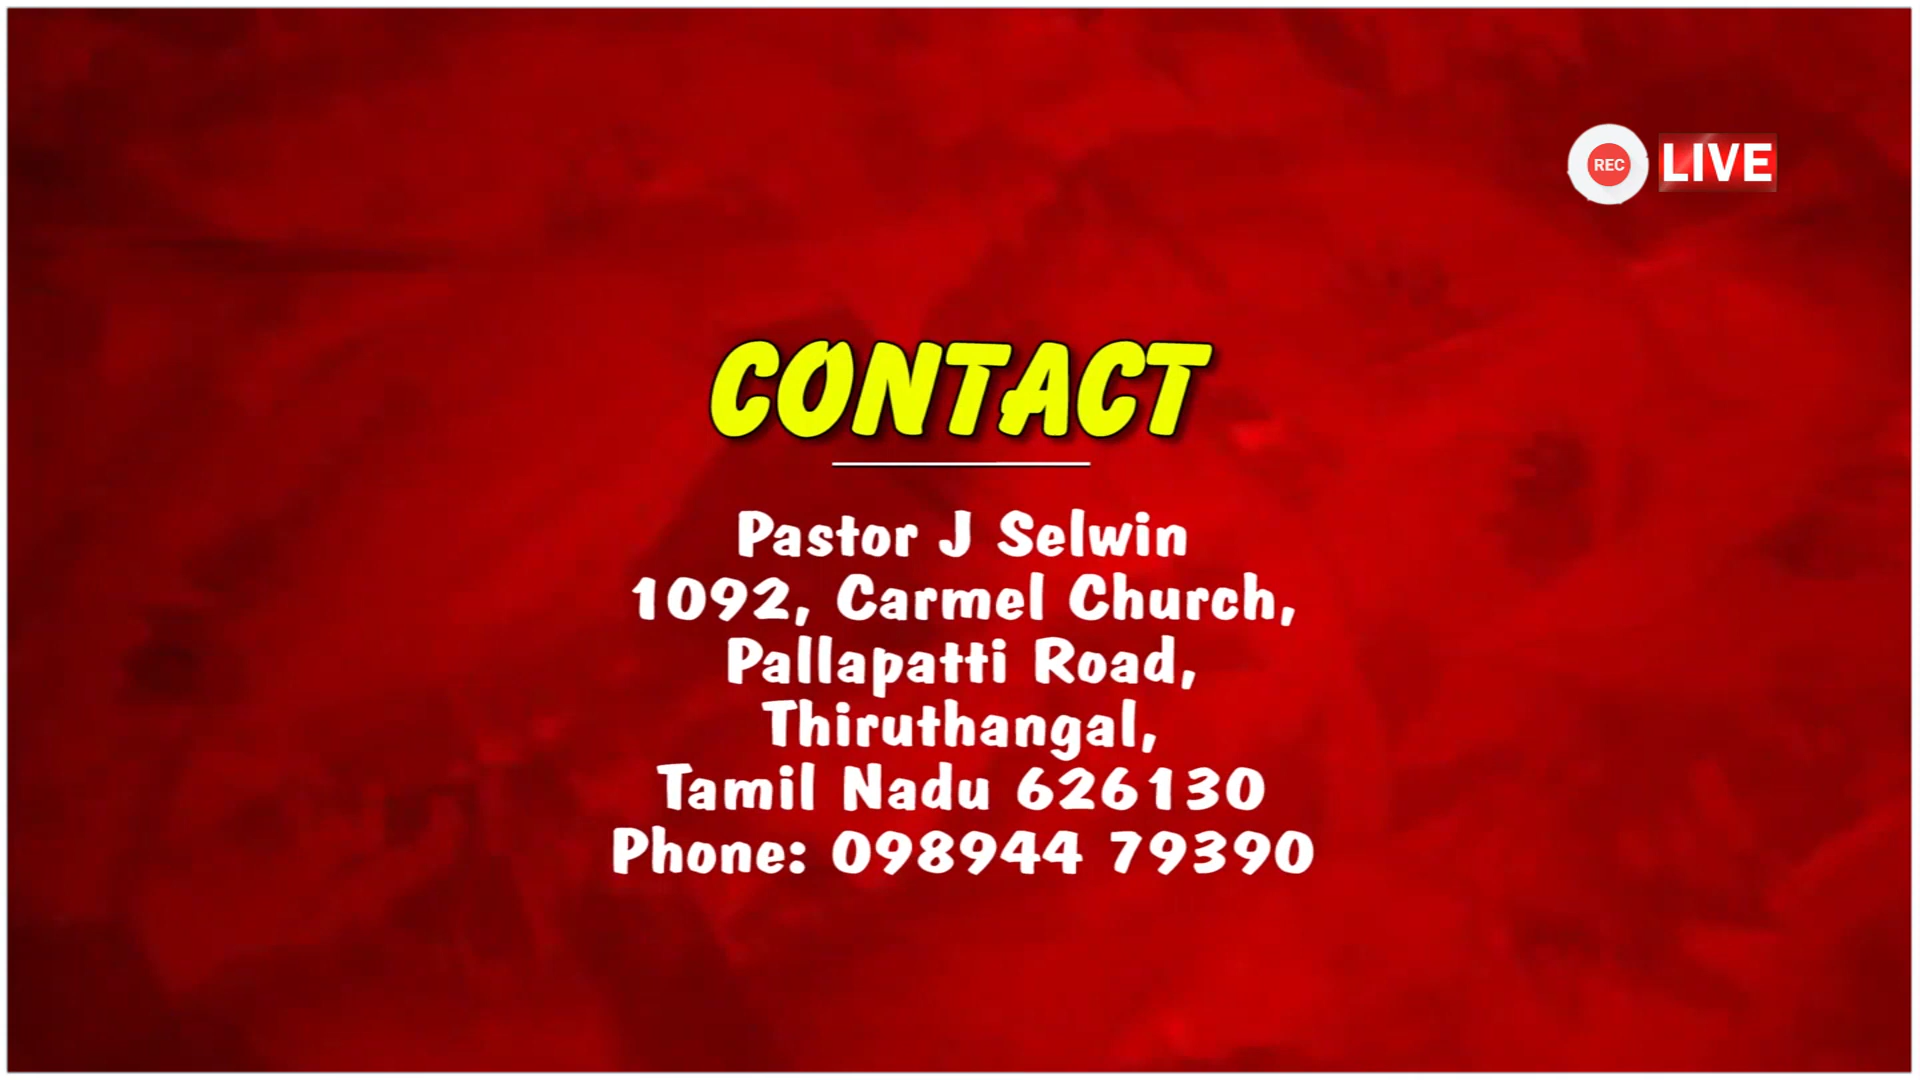 REC LIVE
CONTACT
Pastor J Selwin
1092, Carmel Church,
Pallapatti Road,
Thiruthangal,
Tamil Nadu 626130
Phone: 098944 79390